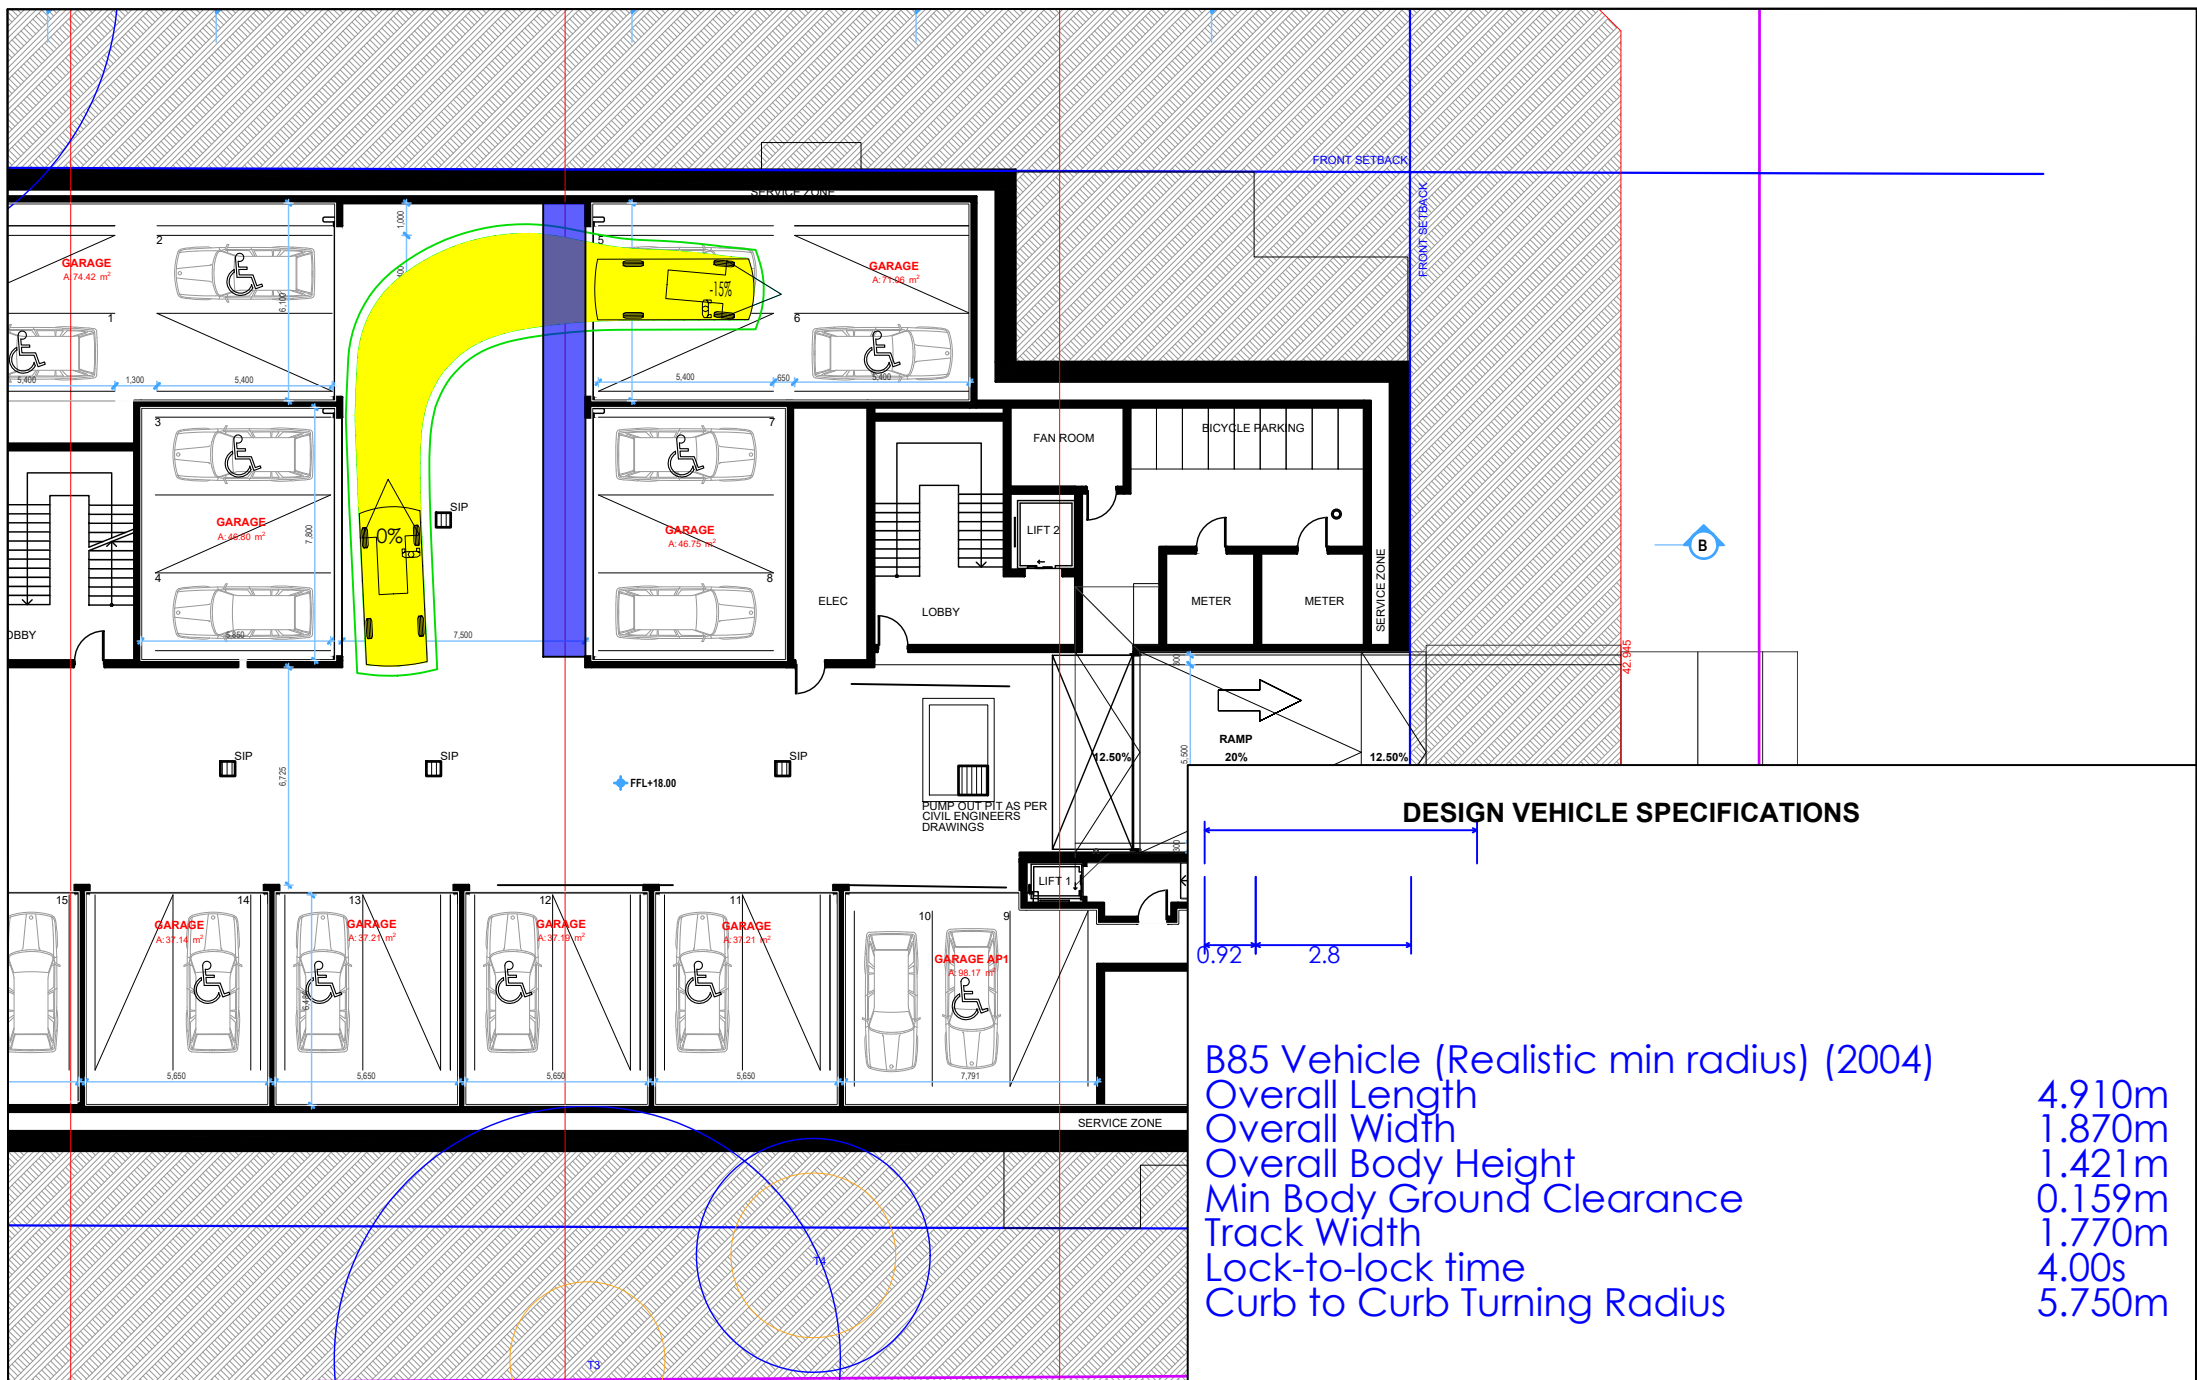 FRONT SETBACK
FRONT SETBACK
SERVICE ZONE
1,000
2
GARAGE
A:74.42 m²
6,100
1
5,400
1,300
5,400
5
-15%
GARAGE
A:71.06 m²
6
5,400
650
5,400
3
GARAGE
A:46.80 m²
7,800
4
5,650
0%
SIP
7,500
7
GARAGE
A:46.75 m²
8
ELEC
FAN ROOM
BICYCLE PARKING
LIFT 2
LOBBY
METER
METER
SERVICE ZONE
B
42.945
SIP
SIP
SIP
6,725
FFL+18.00
PUMP OUT PIT AS PER
CIVIL ENGINEERS
DRAWINGS
12.50%
RAMP
20%
12.50%
5,500
LIFT 1
15
14
GARAGE
A:37.14 m²
13
GARAGE
A:37.21 m²
12
GARAGE
A:37.19 m²
11
GARAGE
A:37.21 m²
10
9
GARAGE AP1
A:98.17 m²
5,650
5,650
5,650
5,650
7,791
SERVICE ZONE
T4
T3
DESIGN VEHICLE SPECIFICATIONS
0.92 2.8
B85 Vehicle (Realistic min radius) (2004)
Overall Length 4.910m
Overall Width 1.870m
Overall Body Height 1.421m
Min Body Ground Clearance 0.159m
Track Width 1.770m
Lock-to-lock time 4.00s
Curb to Curb Turning Radius 5.750m